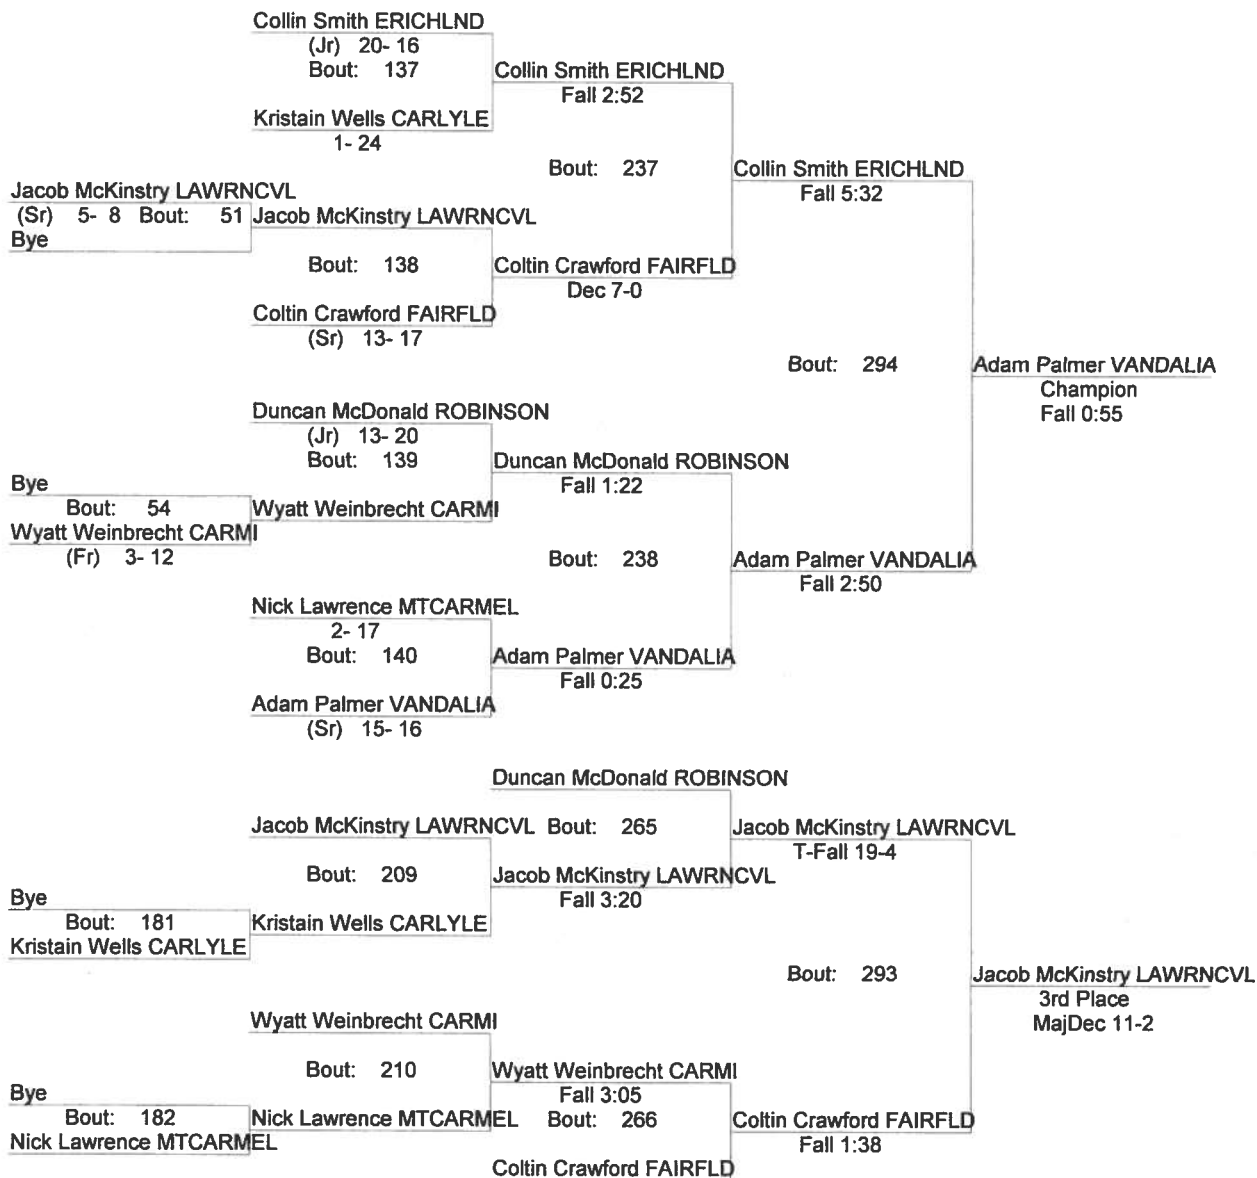 Collin Smith ERICHLND
(Jr) 20- 16
Bout: 137
Collin Smith ERICHLND
Fall 2:52
Kristain Wells CARLYLE
1- 24
Bout: 237
Collin Smith ERICHLND
Fall 5:32
Jacob McKinstry LAWRNCVL
(Sr) 5- 8 Bout: 51
Bye
Jacob McKinstry LAWRNCVL
Bout: 138
Coltin Crawford FAIRFLD
Dec 7-0
Coltin Crawford FAIRFLD
(Sr) 13- 17
Bout: 294
Adam Palmer VANDALIA
Champion
Fall 0:55
Duncan McDonald ROBINSON
(Jr) 13- 20
Bout: 139
Duncan McDonald ROBINSON
Fall 1:22
Bye
Bout: 54
Wyatt Weinbrecht CARMI
(Fr) 3- 12
Wyatt Weinbrecht CARMI
Bout: 238
Adam Palmer VANDALIA
Fall 2:50
Nick Lawrence MTCARMEL
2- 17
Bout: 140
Adam Palmer VANDALIA
Fall 0:25
Adam Palmer VANDALIA
(Sr) 15- 16
Duncan McDonald ROBINSON
Jacob McKinstry LAWRNCVL
Bout: 265
Jacob McKinstry LAWRNCVL
T-Fall 19-4
Bout: 209
Jacob McKinstry LAWRNCVL
Fall 3:20
Bye
Bout: 181
Kristain Wells CARLYLE
Kristain Wells CARLYLE
Bout: 293
Jacob McKinstry LAWRNCVL
3rd Place
MajDec 11-2
Wyatt Weinbrecht CARMI
Bout: 210
Wyatt Weinbrecht CARMI
Fall 3:05
Bye
Bout: 182
Nick Lawrence MTCARMEL
Nick Lawrence MTCARMEL
Bout: 266
Coltin Crawford FAIRFLD
Fall 1:38
Coltin Crawford FAIRFLD